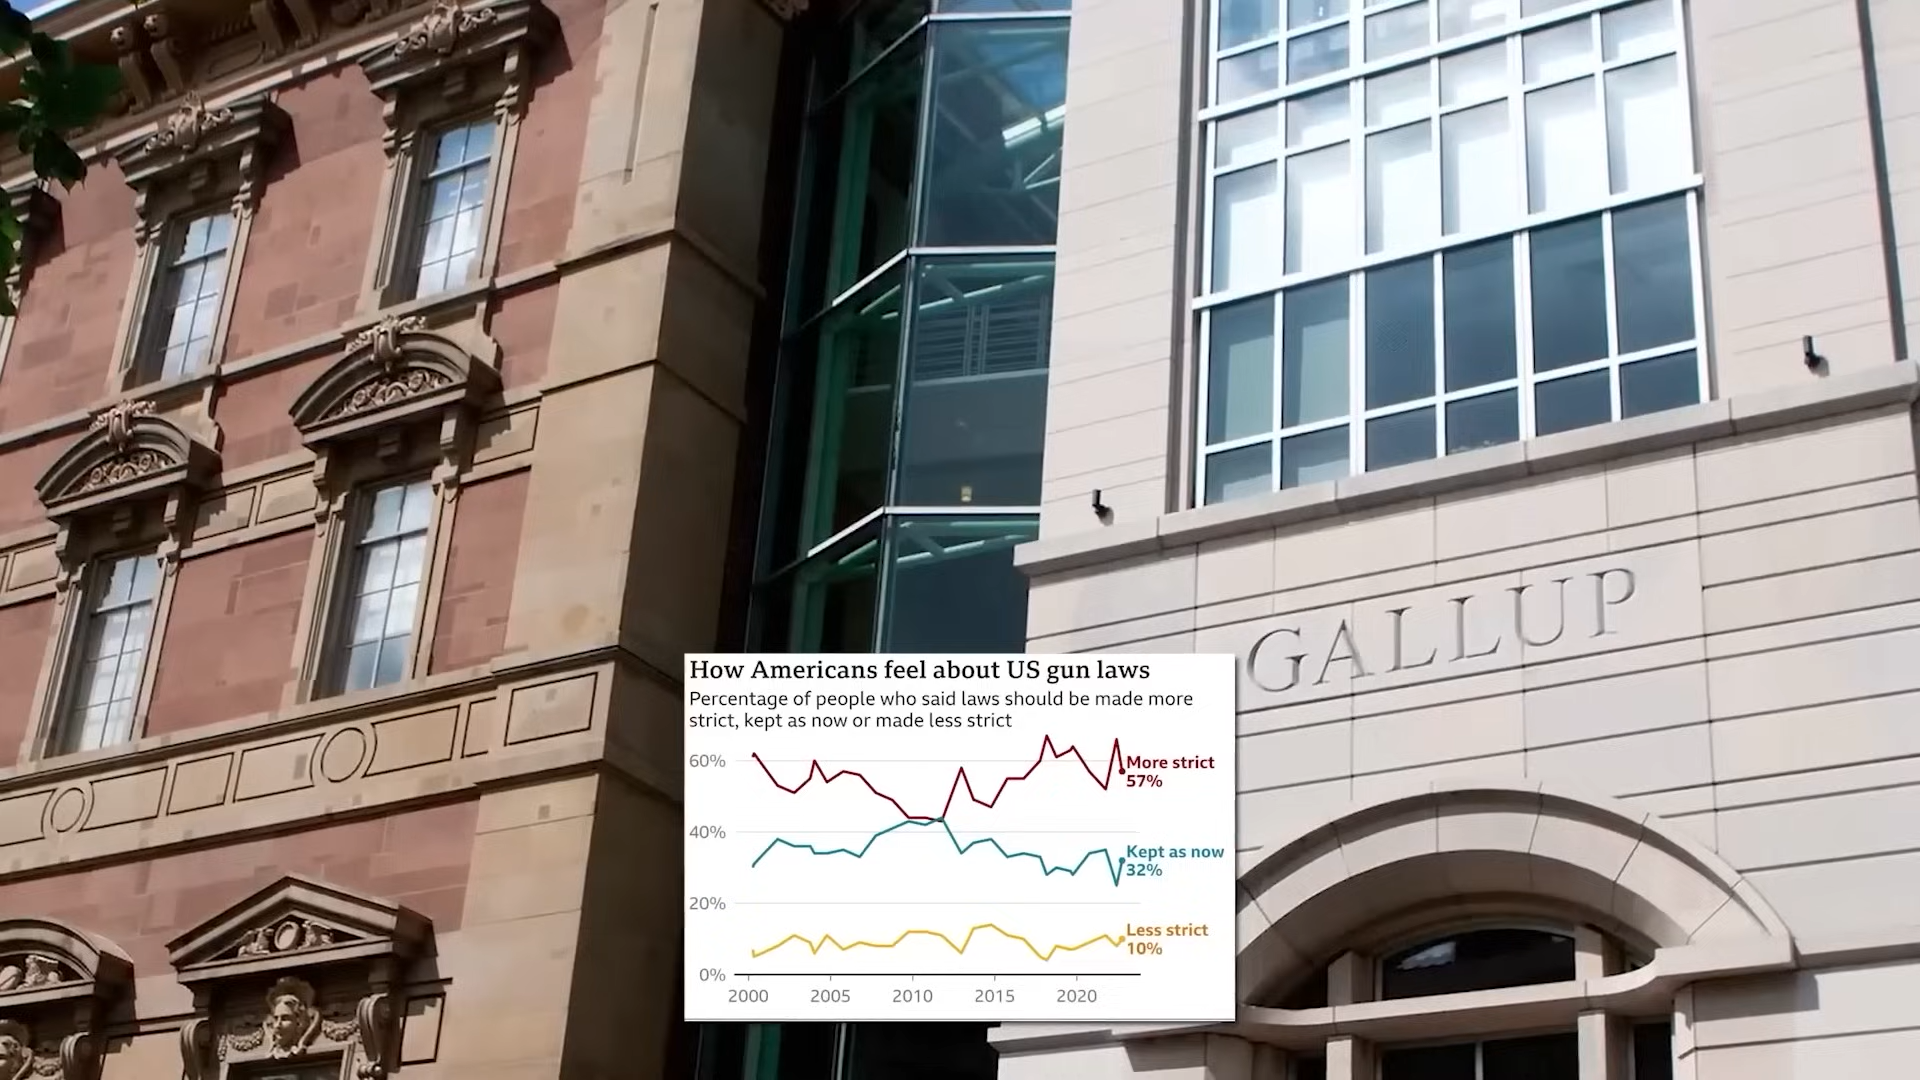 GALLUP
How Americans feel about US gun laws
Percentage of people who said laws should be made more
strict, kept as now or made less strict
60%
More strict
57%
40%
Kept as now
32%
20%
Less strict
10%
0%
2000 2005 2010 2015 2020